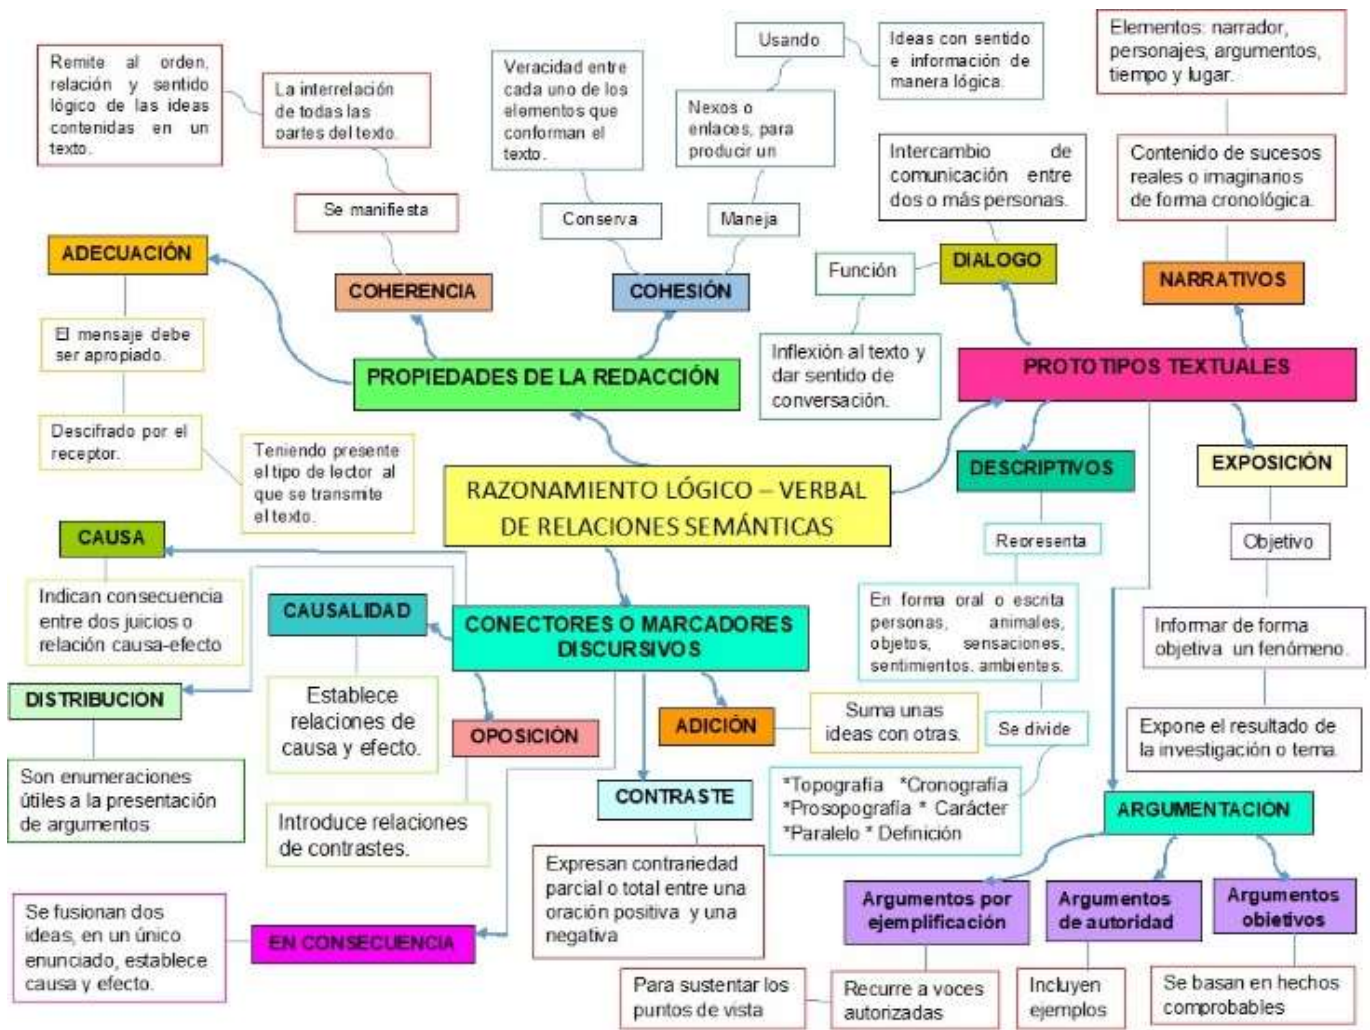 Remite al orden,
relación y sentido
lógico de las ideas
contenidas en un
texto.
La interrelación
de todas las
partes del texto.
Se manifiesta
COHERENCIA
Veracidad entre
cada uno de los
elementos que
conforman el
texto.
Conserva
Usando
Ideas con sentido
e información de
manera lógica.
Nexos o
enlaces, para
producir un
Maneja
COHESIÓN
ADECUACIÓN
El mensaje debe
ser apropiado.
Descifrado por el
receptor.
Teniendo presente
el tipo de lector al
que se transmite
el texto.
PROPIEDADES DE LA REDACCIÓN
Elementos: narrador,
personajes, argumentos,
tiempo y lugar.
Contenido de sucesos
reales o imaginarios
de forma cronológica.
NARRATIVOS
Intercambio de
comunicación entre
dos o más personas.
DIALOGO
Función
Inflexión al texto y
dar sentido de
conversación.
PROTOTIPOS TEXTUALES
RAZONAMIENTO LÓGICO – VERBAL
DE RELACIONES SEMÁNTICAS
DESCRIPTIVOS
Representa
En forma oral o escrita
personas, animales,
objetos, sensaciones,
sentimientos. ambientes.
Se divide
*Topografía *Cronografía
*Prosopografía * Carácter
*Paralelo * Definición
EXPOSICIÓN
Objetivo
Informar de forma
objetiva un fenómeno.
Expone el resultado de
la investigación o tema.
CAUSA
Indican consecuencia
entre dos juicios o
relación causa-efecto
CAUSALIDAD
Establece
relaciones de
causa y efecto.
CONECTORES O MARCADORES
DISCURSIVOS
DISTRIBUCIÓN
Son enumeraciones
útiles a la presentación
de argumentos
OPOSICIÓN
Introduce relaciones
de contrastes.
ADICIÓN
Suma unas
ideas con otras.
CONTRASTE
Expresan contrariedad
parcial o total entre una
oración positiva y una
negativa
EN CONSECUENCIA
Se fusionan dos
ideas, en un único
enunciado, establece
causa y efecto.
ARGUMENTACIÓN
Argumentos por
ejemplificación
Argumentos
de autoridad
Argumentos
obietivos
Para sustentar los
puntos de vista
Recurre a voces
autorizadas
Incluyen
ejemplos
Se basan en hechos
comprobables